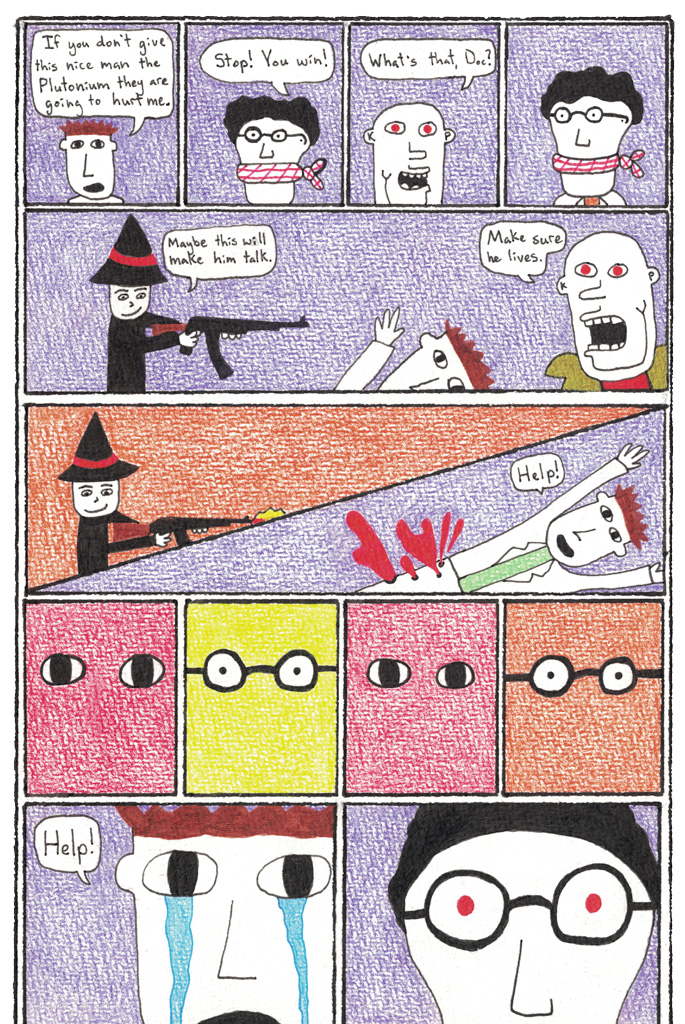 If you don't give
this nice man the
Plutonium they are
going to hurt me.
Stop! You win!
What's that, Doc?
Maybe this will
make him talk.
Make sure
he lives.
K
P
Help!
Help!